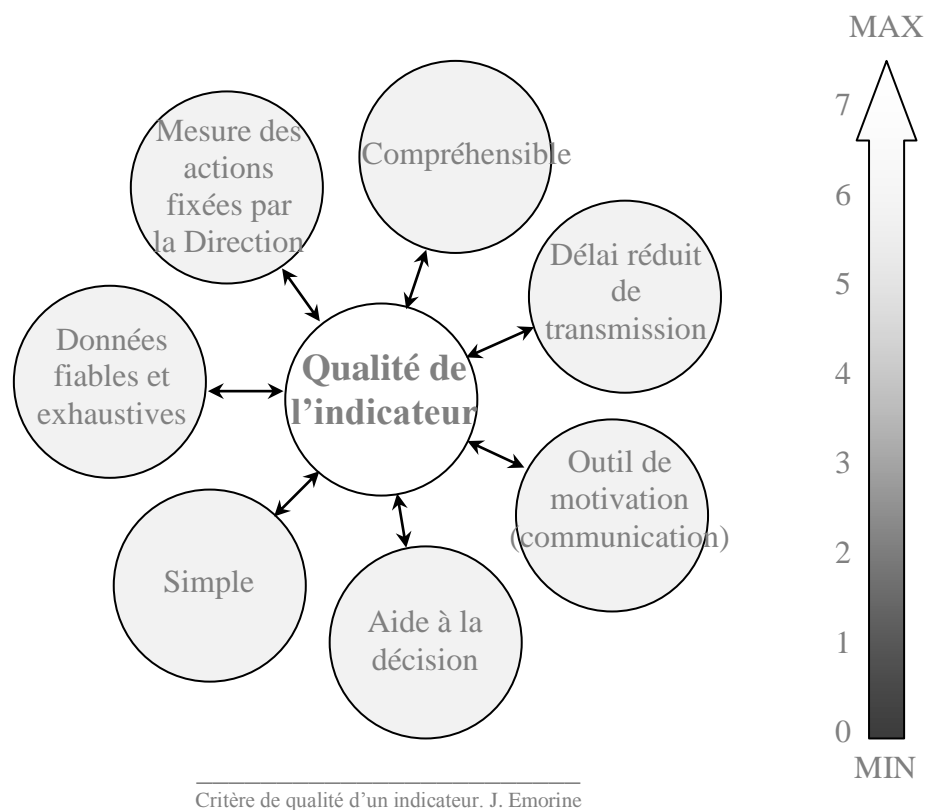 Mesure des
actions
fixées par
la Direction
Compréhensible
Délai réduit
de
transmission
Données
fiables et
exhaustives
Qualité de
l’indicateur
Outil de
motivation
(communication)
Simple
Aide à la
décision
MAX
7
6
5
4
3
2
1
0
MIN
Critère de qualité d’un indicateur. J. Emorine